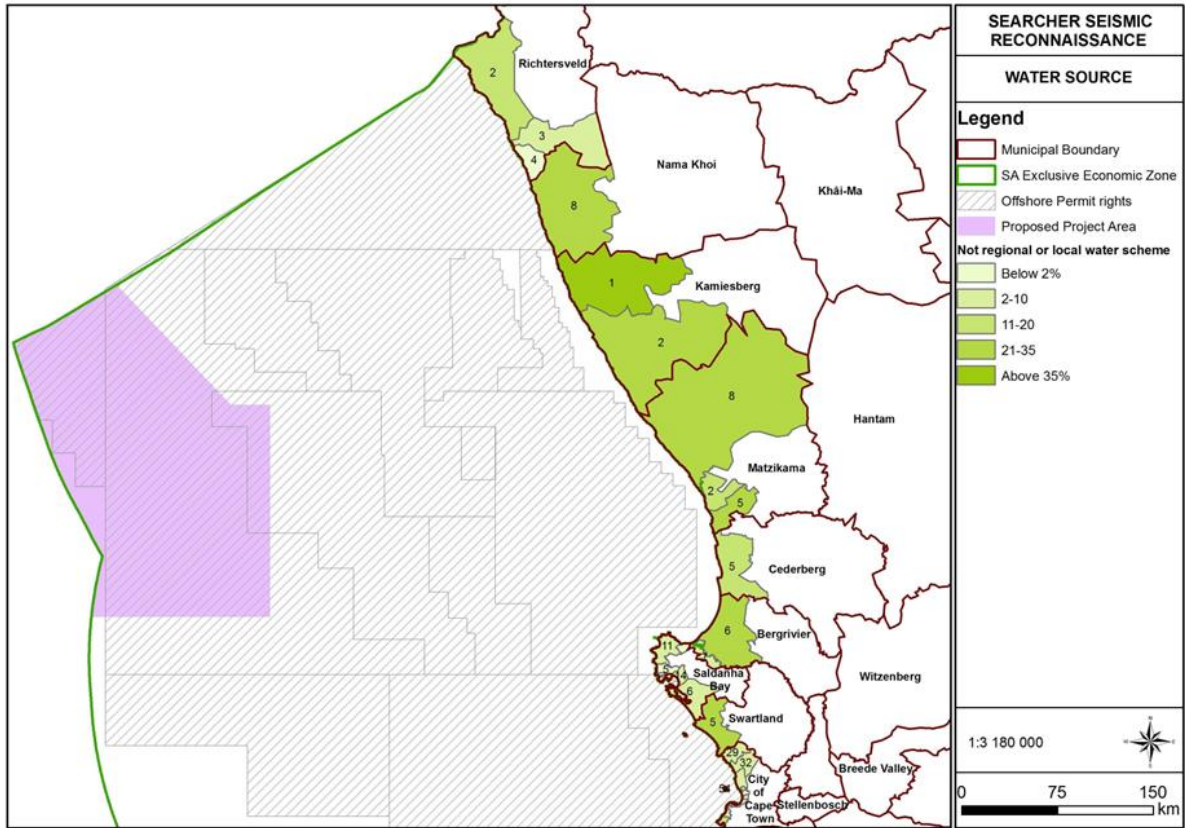 SEARCHER SEISMIC
RECONNAISSANCE
WATER SOURCE
Legend
Municipal Boundary
SA Exclusive Economic Zone
Offshore Permit rights
Proposed Project Area
Not regional or local water scheme
Below 2%
2-10
11-20
21-35
Above 35%
1:3 180 000
0 75 150
km
Richtersveld
2
3
4
Nama Khoi
Khâi-Ma
8
1
Kamiesberg
2
8
Hantam
Matzikama
2
5
5
Cederberg
6
Bergrivier
11
Witzenberg
5
14
Saldanha
Bay
6
5
Swartland
29
32
Breede Valley
City
of
Cape
Town
Stellenbosch